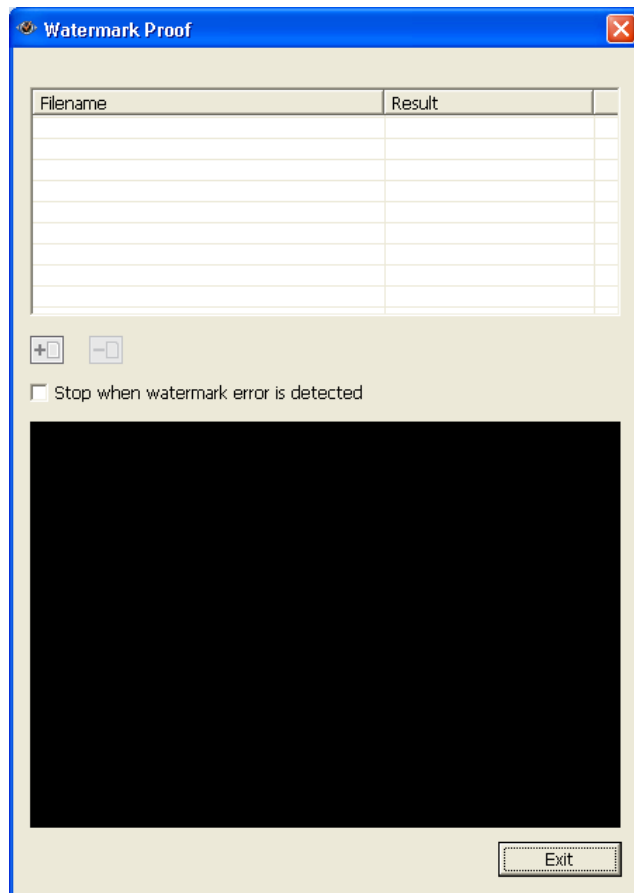 Watermark Proof
Filename Result
Stop when watermark error is detected
Exit